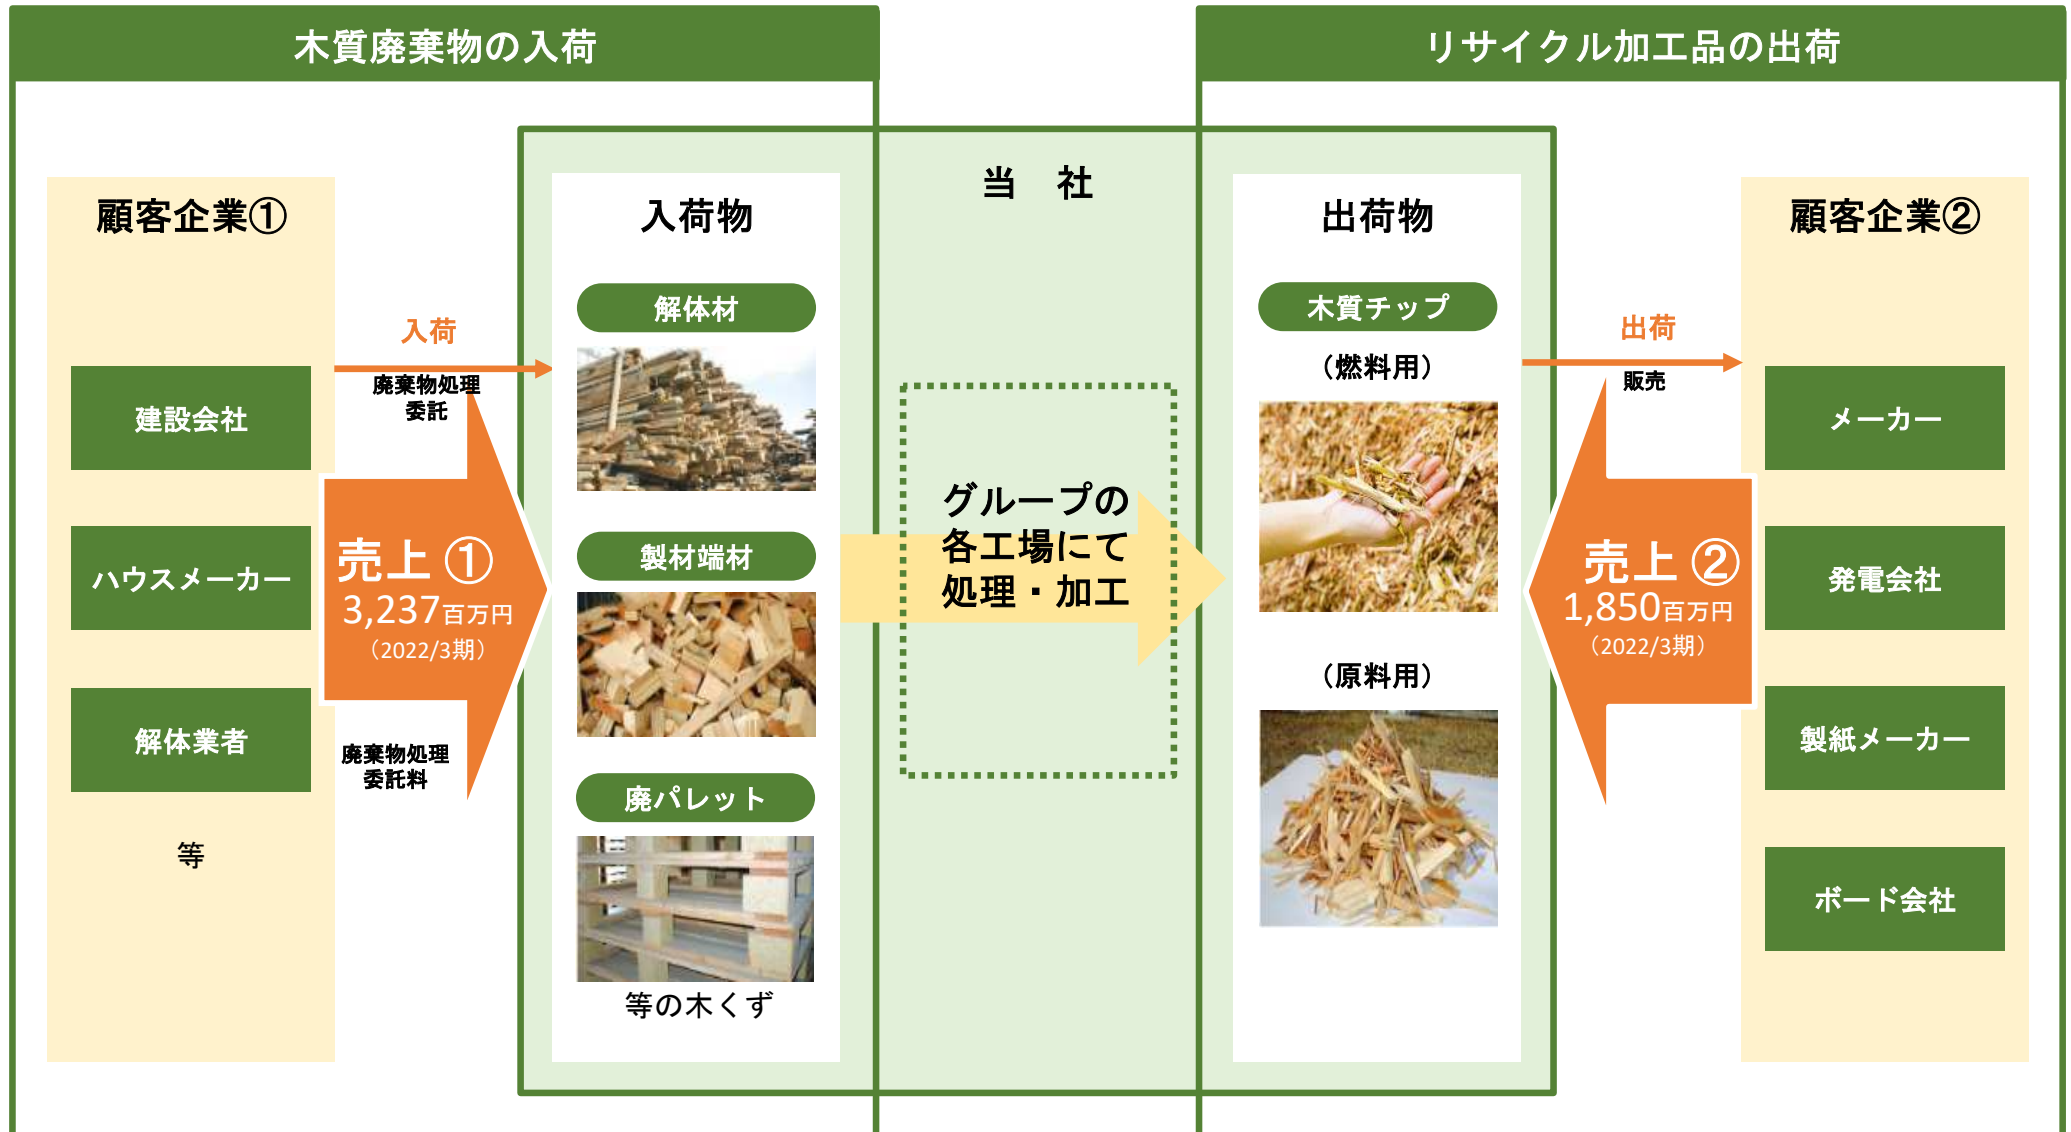 木質廃棄物の入荷
リサイクル加工品の出荷
当　社
顧客企業①
建設会社
ハウスメーカー
解体業者
等
入荷
廃棄物処理
委託
売上 ①
3,237百万円
（2022/3期）
廃棄物処理
委託料
入荷物
解体材
製材端材
廃パレット
等の木くず
グループの
各工場にて
処理・加工
出荷物
木質チップ
（燃料用）
（原料用）
出荷
販売
売上 ②
1,850百万円
（2022/3期）
顧客企業②
メーカー
発電会社
製紙メーカー
ボード会社